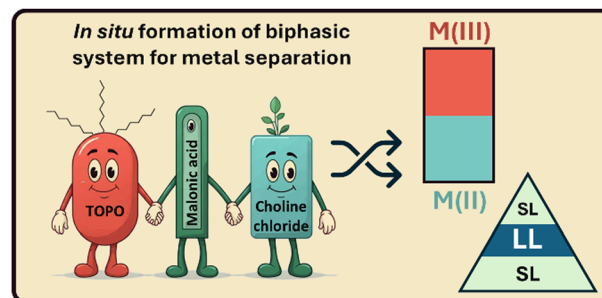 In situ formation of biphasic
system for metal separation
M(III)
TOPO
Malonic acid
Choline
chloride
M(II)
SL
LL
SL